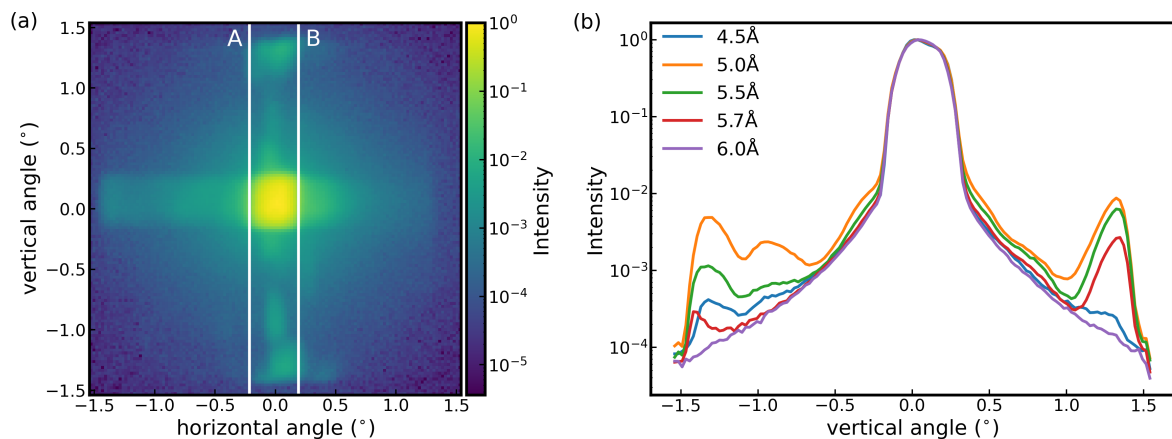 (a)
1.5
1.0
0.5
0.0
−0.5
−1.0
−1.5
vertical angle (°)
A
B
−1.5 −1.0 −0.5 0.0 0.5 1.0 1.5
horizontal angle (°)
10⁰
10⁻¹
10⁻²
10⁻³
10⁻⁴
10⁻⁵
Intensity
(b)
4.5Å
5.0Å
5.5Å
5.7Å
6.0Å
10⁰
10⁻¹
10⁻²
10⁻³
10⁻⁴
Intensity
−1.5 −1.0 −0.5 0.0 0.5 1.0 1.5
vertical angle (°)